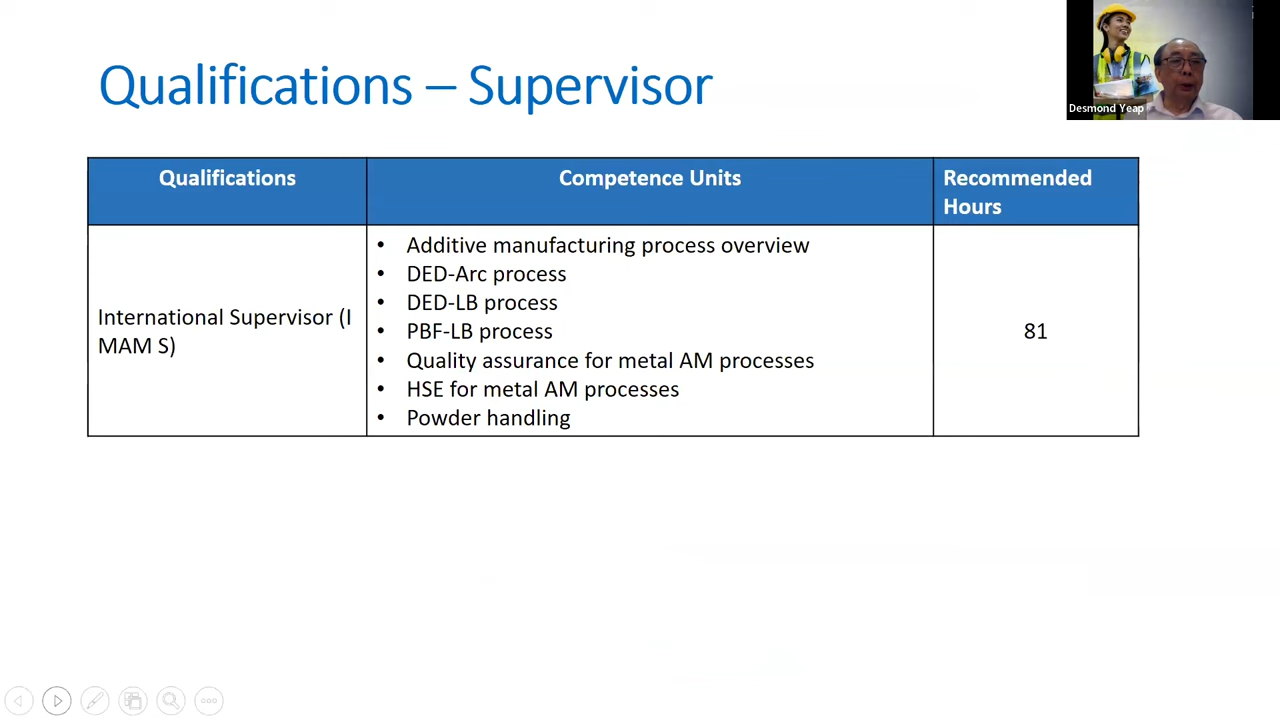 Qualifications – Supervisor
Desmond Yeap
Qualifications
Competence Units
Recommended
Hours
International Supervisor (I
MAM S)
• Additive manufacturing process overview
• DED-Arc process
• DED-LB process
• PBF-LB process
• Quality assurance for metal AM processes
• HSE for metal AM processes
• Powder handling
81